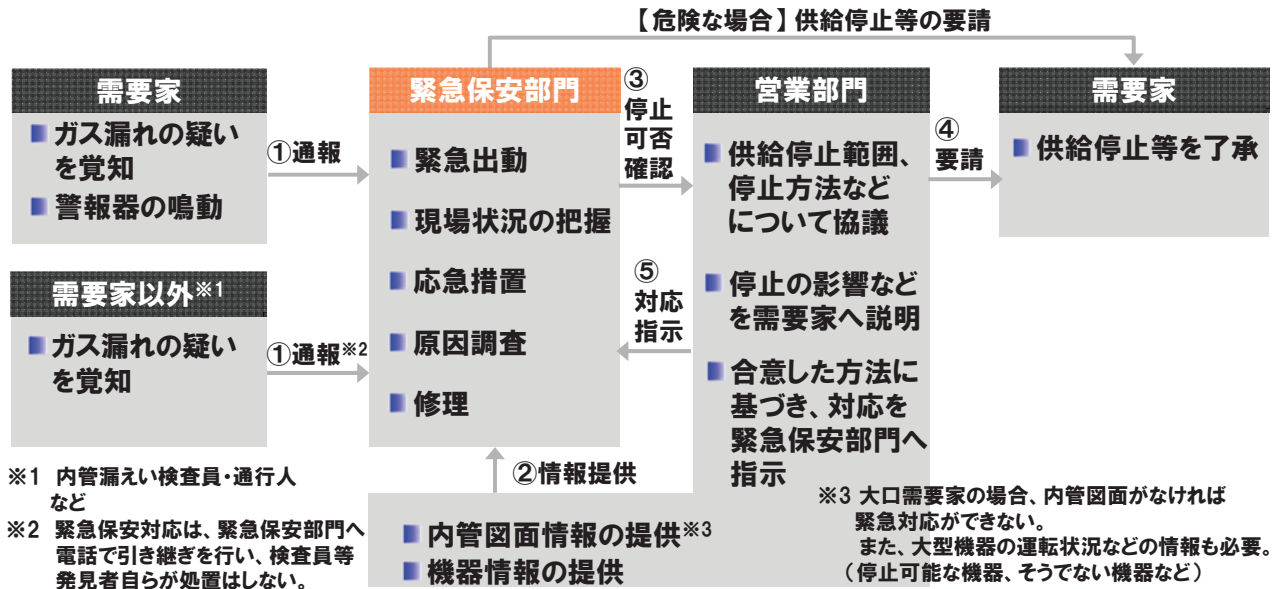 【危険な場合】供給停止等の要請
需要家
ガス漏れの疑い
を覚知
警報器の鳴動
①通報
需要家以外※1
ガス漏れの疑い
を覚知
①通報※2
緊急保安部門
緊急出動
現場状況の把握
応急措置
原因調査
修理
③
停止
可否
確認
⑤
対応
指示
②情報提供
営業部門
供給停止範囲、
停止方法など
について協議
停止の影響など
を需要家へ説明
合意した方法に
基づき、対応を
緊急保安部門へ
指示
内管図面情報の提供※3
機器情報の提供
④
要請
需要家
供給停止等を了承
※1 内管漏えい検査員・通行人
など
※2 緊急保安対応は、緊急保安部門へ
電話で引き継ぎを行い、検査員等
発見者自らが処置はしない。
※3 大口需要家の場合、内管図面がなければ
緊急対応ができない。
また、大型機器の運転状況などの情報も必要。
（停止可能な機器、そうでない機器など）